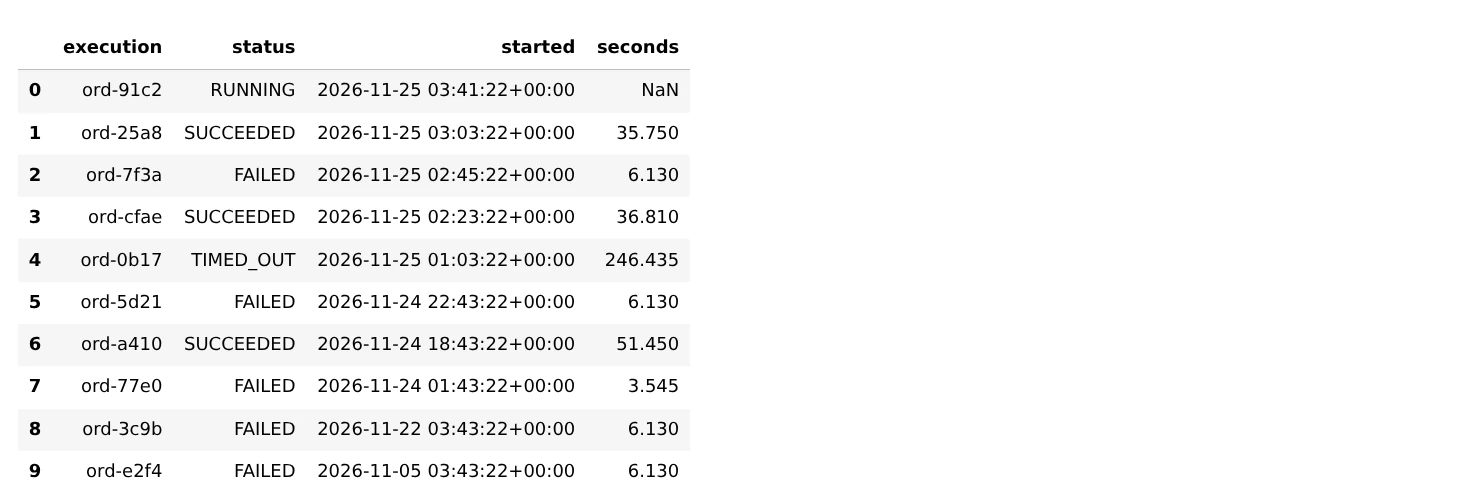 execution status started seconds
0 ord-91c2 RUNNING 2026-11-25 03:41:22+00:00 NaN
1 ord-25a8 SUCCEEDED 2026-11-25 03:03:22+00:00 35.750
2 ord-7f3a FAILED 2026-11-25 02:45:22+00:00 6.130
3 ord-cfae SUCCEEDED 2026-11-25 02:23:22+00:00 36.810
4 ord-0b17 TIMED_OUT 2026-11-25 01:03:22+00:00 246.435
5 ord-5d21 FAILED 2026-11-24 22:43:22+00:00 6.130
6 ord-a410 SUCCEEDED 2026-11-24 18:43:22+00:00 51.450
7 ord-77e0 FAILED 2026-11-24 01:43:22+00:00 3.545
8 ord-3c9b FAILED 2026-11-22 03:43:22+00:00 6.130
9 ord-e2f4 FAILED 2026-11-05 03:43:22+00:00 6.130